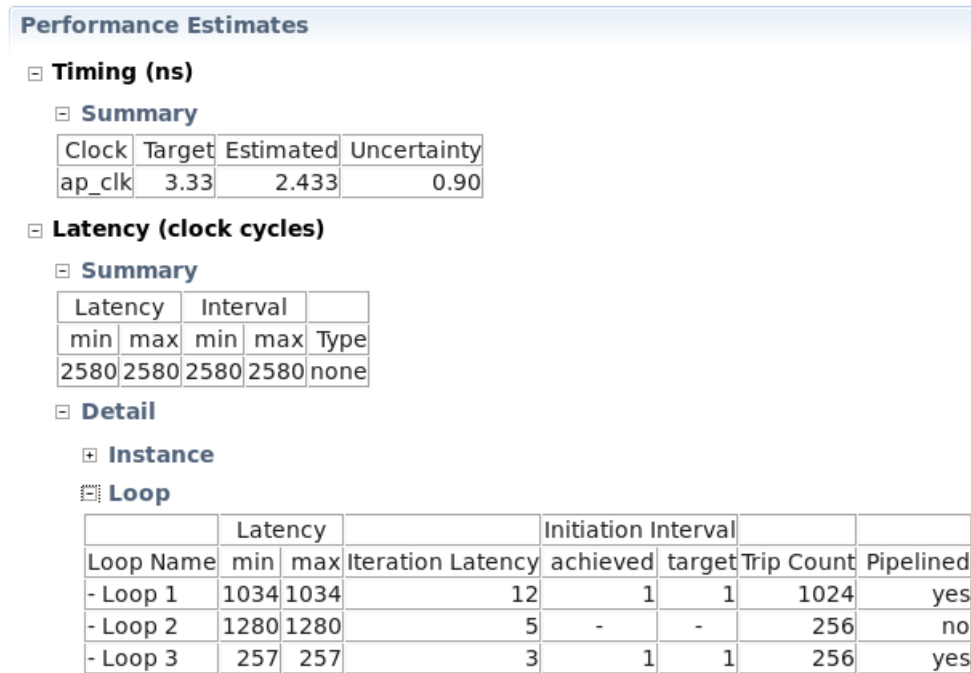 Performance Estimates
Timing (ns)
Summary
Clock Target Estimated Uncertainty
ap_clk 3.33 2.433 0.90
Latency (clock cycles)
Summary
Latency Interval
min max min max Type
2580 2580 2580 2580 none
Detail
Instance
Loop
Latency Initiation Interval
Loop Name min max Iteration Latency achieved target Trip Count Pipelined
- Loop 1 1034 1034 12 1 1 1024 yes
- Loop 2 1280 1280 5 - - 256 no
- Loop 3 257 257 3 1 1 256 yes